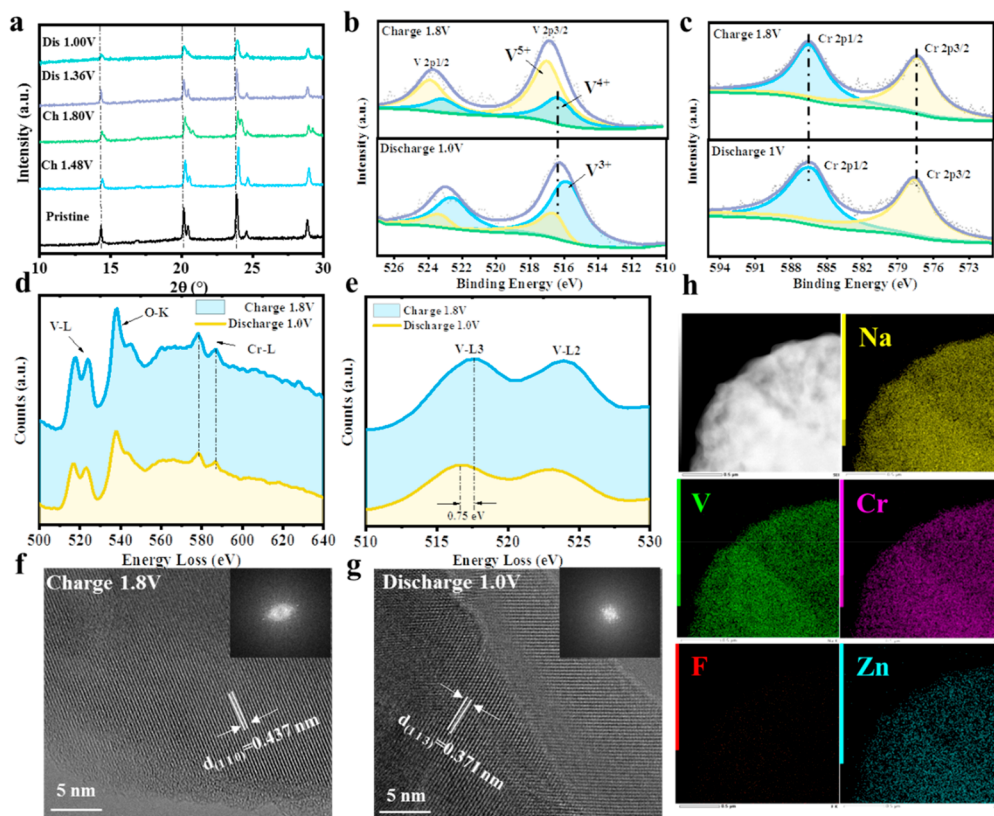 a
Dis 1.00V
Dis 1.36V
Ch 1.80V
Ch 1.48V
Pristine
Intensity (a.u.)
10 15 20 25 30
2θ (°)
b
Charge 1.8V
V 2p3/2
V 2p1/2
V5+
V4+
Discharge 1.0V
V3+
Intensity (a.u.)
526 524 522 520 518 516 514 512 510
Binding Energy (eV)
c
Charge 1.8V
Cr 2p1/2
Cr 2p3/2
Discharge 1V
Cr 2p1/2
Cr 2p3/2
Intensity (a.u.)
594 591 588 585 582 579 576 573
Binding Energy (eV)
d
V-L
O-K
Charge 1.8V
Discharge 1.0V
Cr-L
Counts (a.u.)
500 520 540 560 580 600 620 640
Energy Loss (eV)
e
Charge 1.8V
Discharge 1.0V
V-L3
V-L2
0.75 eV
Counts (a.u.)
510 515 520 525 530
Energy Loss (eV)
f
Charge 1.8V
d(110)=0.437 nm
5 nm
g
Discharge 1.0V
d(113)=0.371 nm
5 nm
h
Na
V
Cr
F
Zn